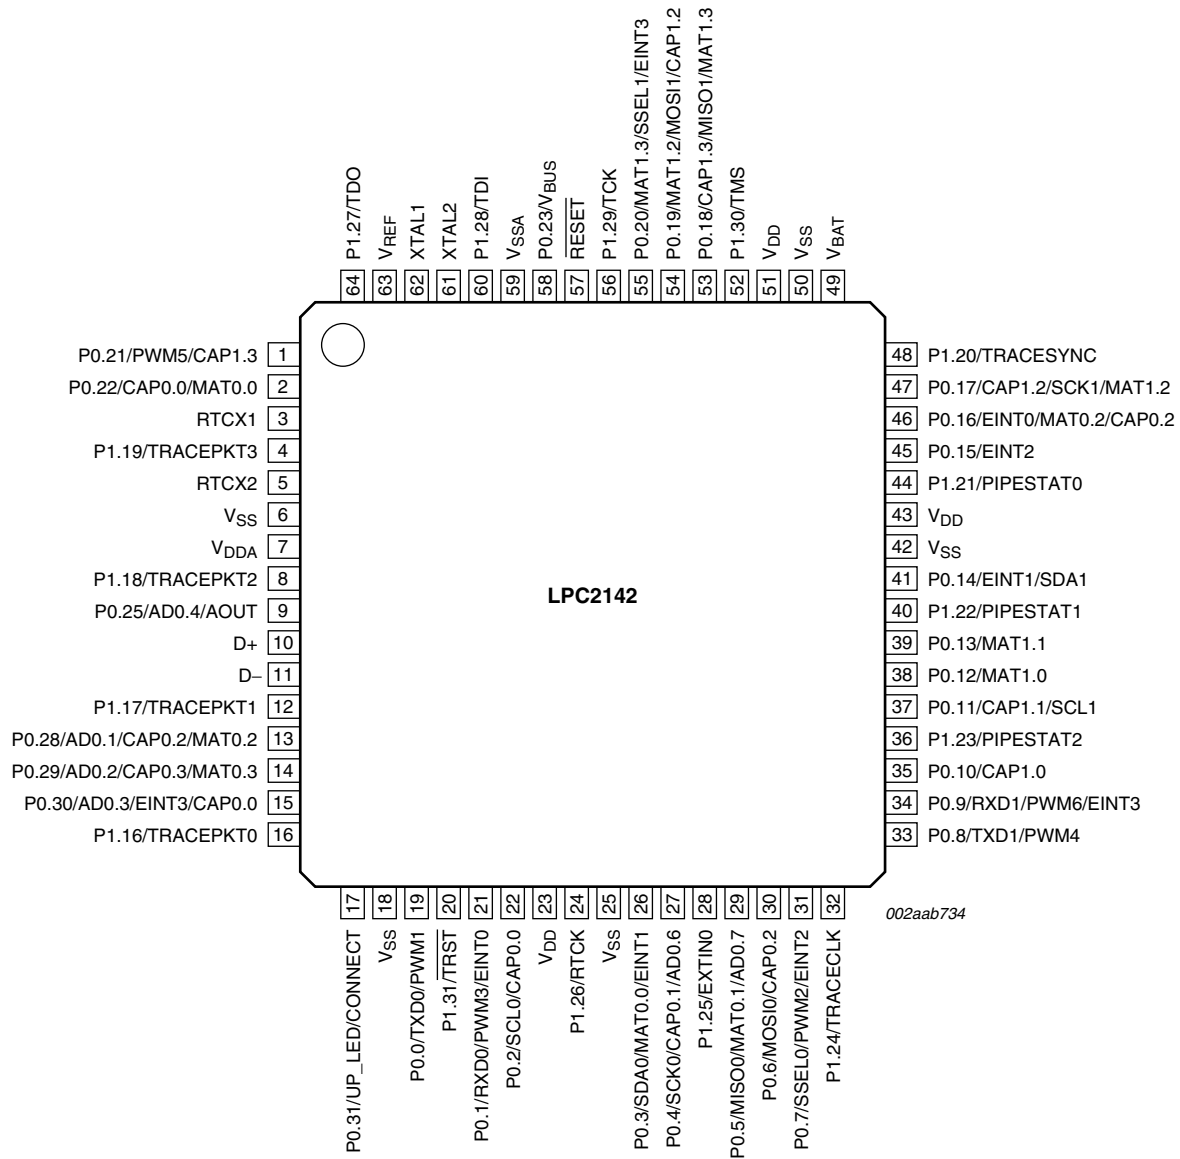 P1.27/TDO
VREF
XTAL1
XTAL2
P1.28/TDI
VSSA
P0.23/VBUS
RESET
P1.29/TCK
P0.20/MAT1.3/SSEL1/EINT3
P0.19/MAT1.2/MOSI1/CAP1.2
P0.18/CAP1.3/MISO1/MAT1.3
P1.30/TMS
VDD
VSS
VBAT
64 63 62 61 60 59 58 57 56 55 54 53 52 51 50 49
P0.21/PWM5/CAP1.3 1
P0.22/CAP0.0/MAT0.0 2
RTCX1 3
P1.19/TRACEPKT3 4
RTCX2 5
VSS 6
VDDA 7
P1.18/TRACEPKT2 8
P0.25/AD0.4/AOUT 9
D+ 10
D− 11
P1.17/TRACEPKT1 12
P0.28/AD0.1/CAP0.2/MAT0.2 13
P0.29/AD0.2/CAP0.3/MAT0.3 14
P0.30/AD0.3/EINT3/CAP0.0 15
P1.16/TRACEPKT0 16
LPC2142
48 P1.20/TRACESYNC
47 P0.17/CAP1.2/SCK1/MAT1.2
46 P0.16/EINT0/MAT0.2/CAP0.2
45 P0.15/EINT2
44 P1.21/PIPESTAT0
43 VDD
42 VSS
41 P0.14/EINT1/SDA1
40 P1.22/PIPESTAT1
39 P0.13/MAT1.1
38 P0.12/MAT1.0
37 P0.11/CAP1.1/SCL1
36 P1.23/PIPESTAT2
35 P0.10/CAP1.0
34 P0.9/RXD1/PWM6/EINT3
33 P0.8/TXD1/PWM4
17 18 19 20 21 22 23 24 25 26 27 28 29 30 31 32
P0.31/UP_LED/CONNECT
VSS
P0.0/TXD0/PWM1
P1.31/TRST
P0.1/RXD0/PWM3/EINT0
P0.2/SCL0/CAP0.0
VDD
P1.26/RTCK
VSS
P0.3/SDA0/MAT0.0/EINT1
P0.4/SCK0/CAP0.1/AD0.6
P1.25/EXTIN0
P0.5/MISO0/MAT0.1/AD0.7
P0.6/MOSI0/CAP0.2
P0.7/SSEL0/PWM2/EINT2
P1.24/TRACECLK
002aab734